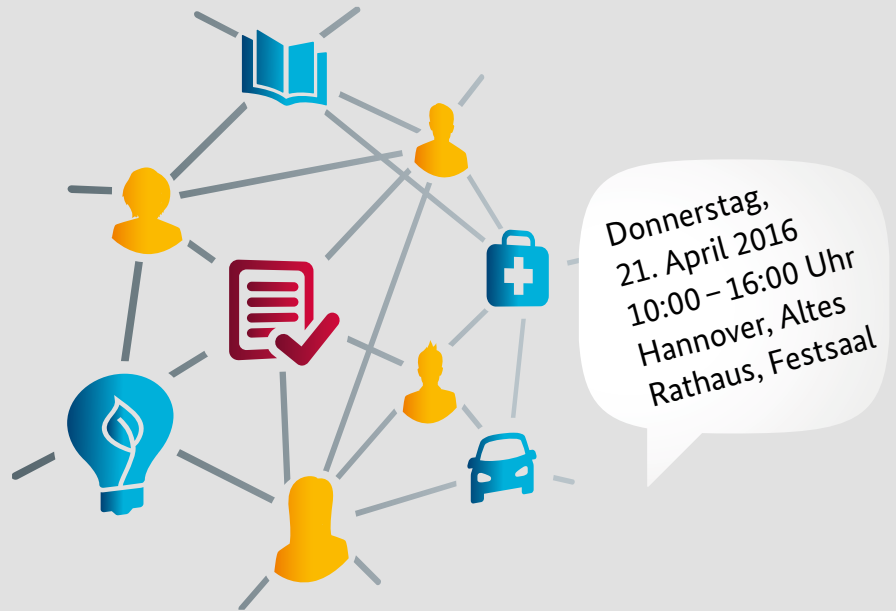 Donnerstag,
21. April 2016
10:00 – 16:00 Uhr
Hannover, Altes
Rathaus, Festsaal